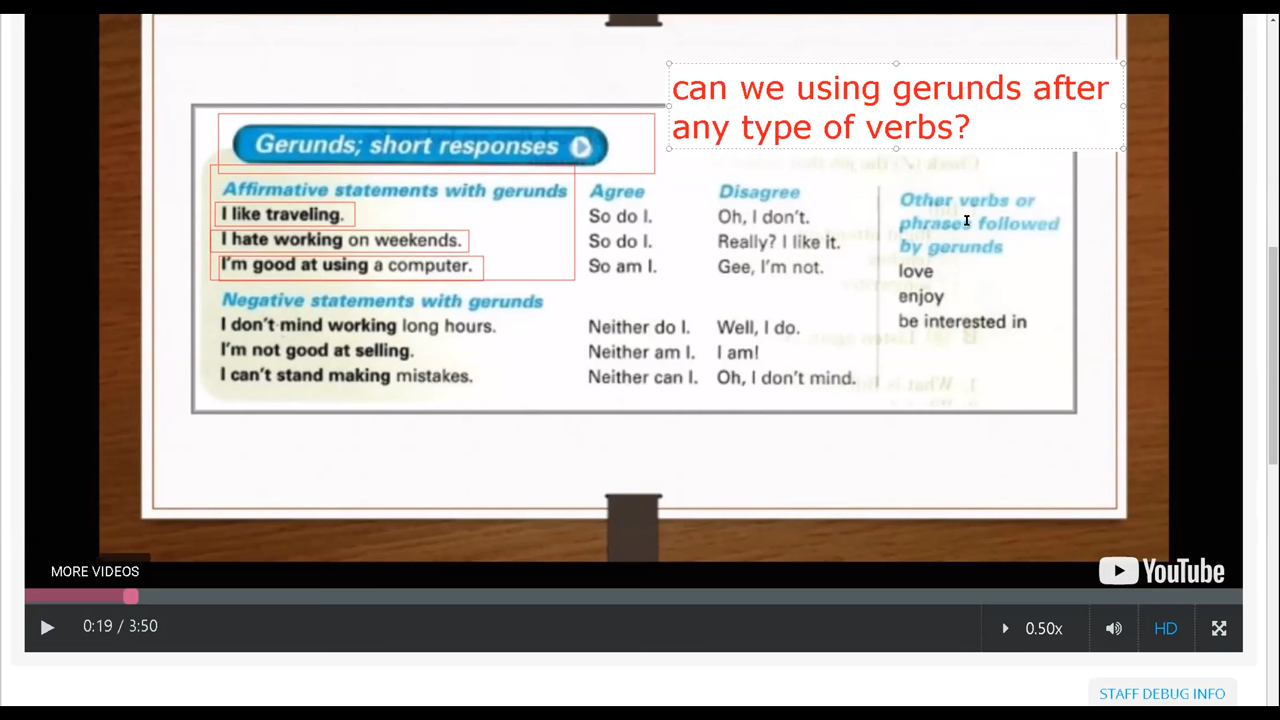 can we using gerunds after
any type of verbs?
Gerunds; short responses
Affirmative statements with gerunds Agree Disagree
I like traveling. So do I. Oh, I don't.
I hate working on weekends. So do I. Really? I like it.
I'm good at using a computer. So am I. Gee, I'm not.
Negative statements with gerunds
I don't mind working long hours. Neither do I. Well, I do.
I'm not good at selling. Neither am I. I am!
I can't stand making mistakes. Neither can I. Oh, I don't mind.
Other verbs or
phrases followed
by gerunds
love
enjoy
be interested in
MORE VIDEOS
YouTube
0:19 / 3:50
0.50x
HD
STAFF DEBUG INFO